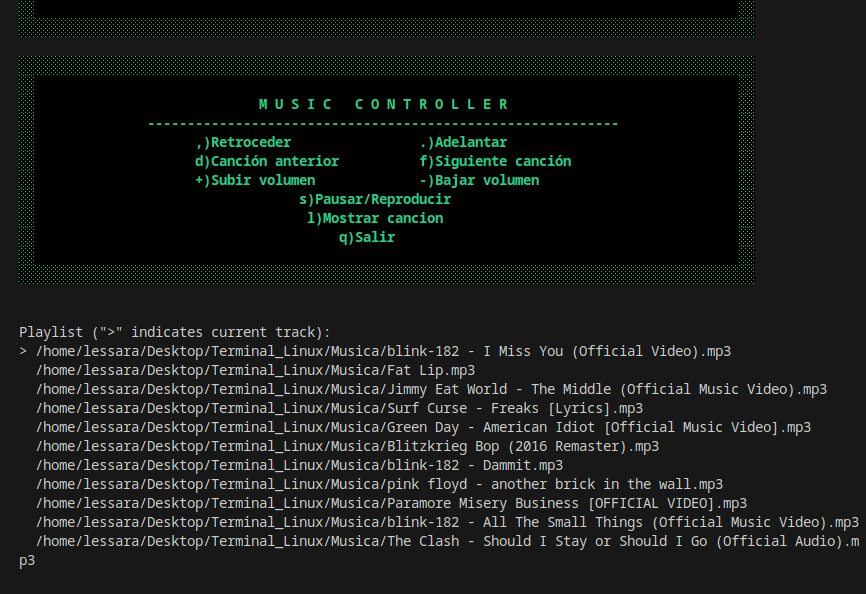 M U S I C   C O N T R O L L E R
-----------------------------------------------------------
,)Retroceder                .)Adelantar
d)Canción anterior          f)Siguiente canción
+)Subir volumen             -)Bajar volumen
s)Pausar/Reproducir
l)Mostrar cancion
q)Salir
Playlist (">" indicates current track):
> /home/lessara/Desktop/Terminal_Linux/Musica/blink-182 - I Miss You (Official Video).mp3
  /home/lessara/Desktop/Terminal_Linux/Musica/Fat Lip.mp3
  /home/lessara/Desktop/Terminal_Linux/Musica/Jimmy Eat World - The Middle (Official Music Video).mp3
  /home/lessara/Desktop/Terminal_Linux/Musica/Surf Curse - Freaks [Lyrics].mp3
  /home/lessara/Desktop/Terminal_Linux/Musica/Green Day - American Idiot [Official Music Video].mp3
  /home/lessara/Desktop/Terminal_Linux/Musica/Blitzkrieg Bop (2016 Remaster).mp3
  /home/lessara/Desktop/Terminal_Linux/Musica/blink-182 - Dammit.mp3
  /home/lessara/Desktop/Terminal_Linux/Musica/pink floyd - another brick in the wall.mp3
  /home/lessara/Desktop/Terminal_Linux/Musica/Paramore Misery Business [OFFICIAL VIDEO].mp3
  /home/lessara/Desktop/Terminal_Linux/Musica/blink-182 - All The Small Things (Official Music Video).mp3
  /home/lessara/Desktop/Terminal_Linux/Musica/The Clash - Should I Stay or Should I Go (Official Audio).m
p3